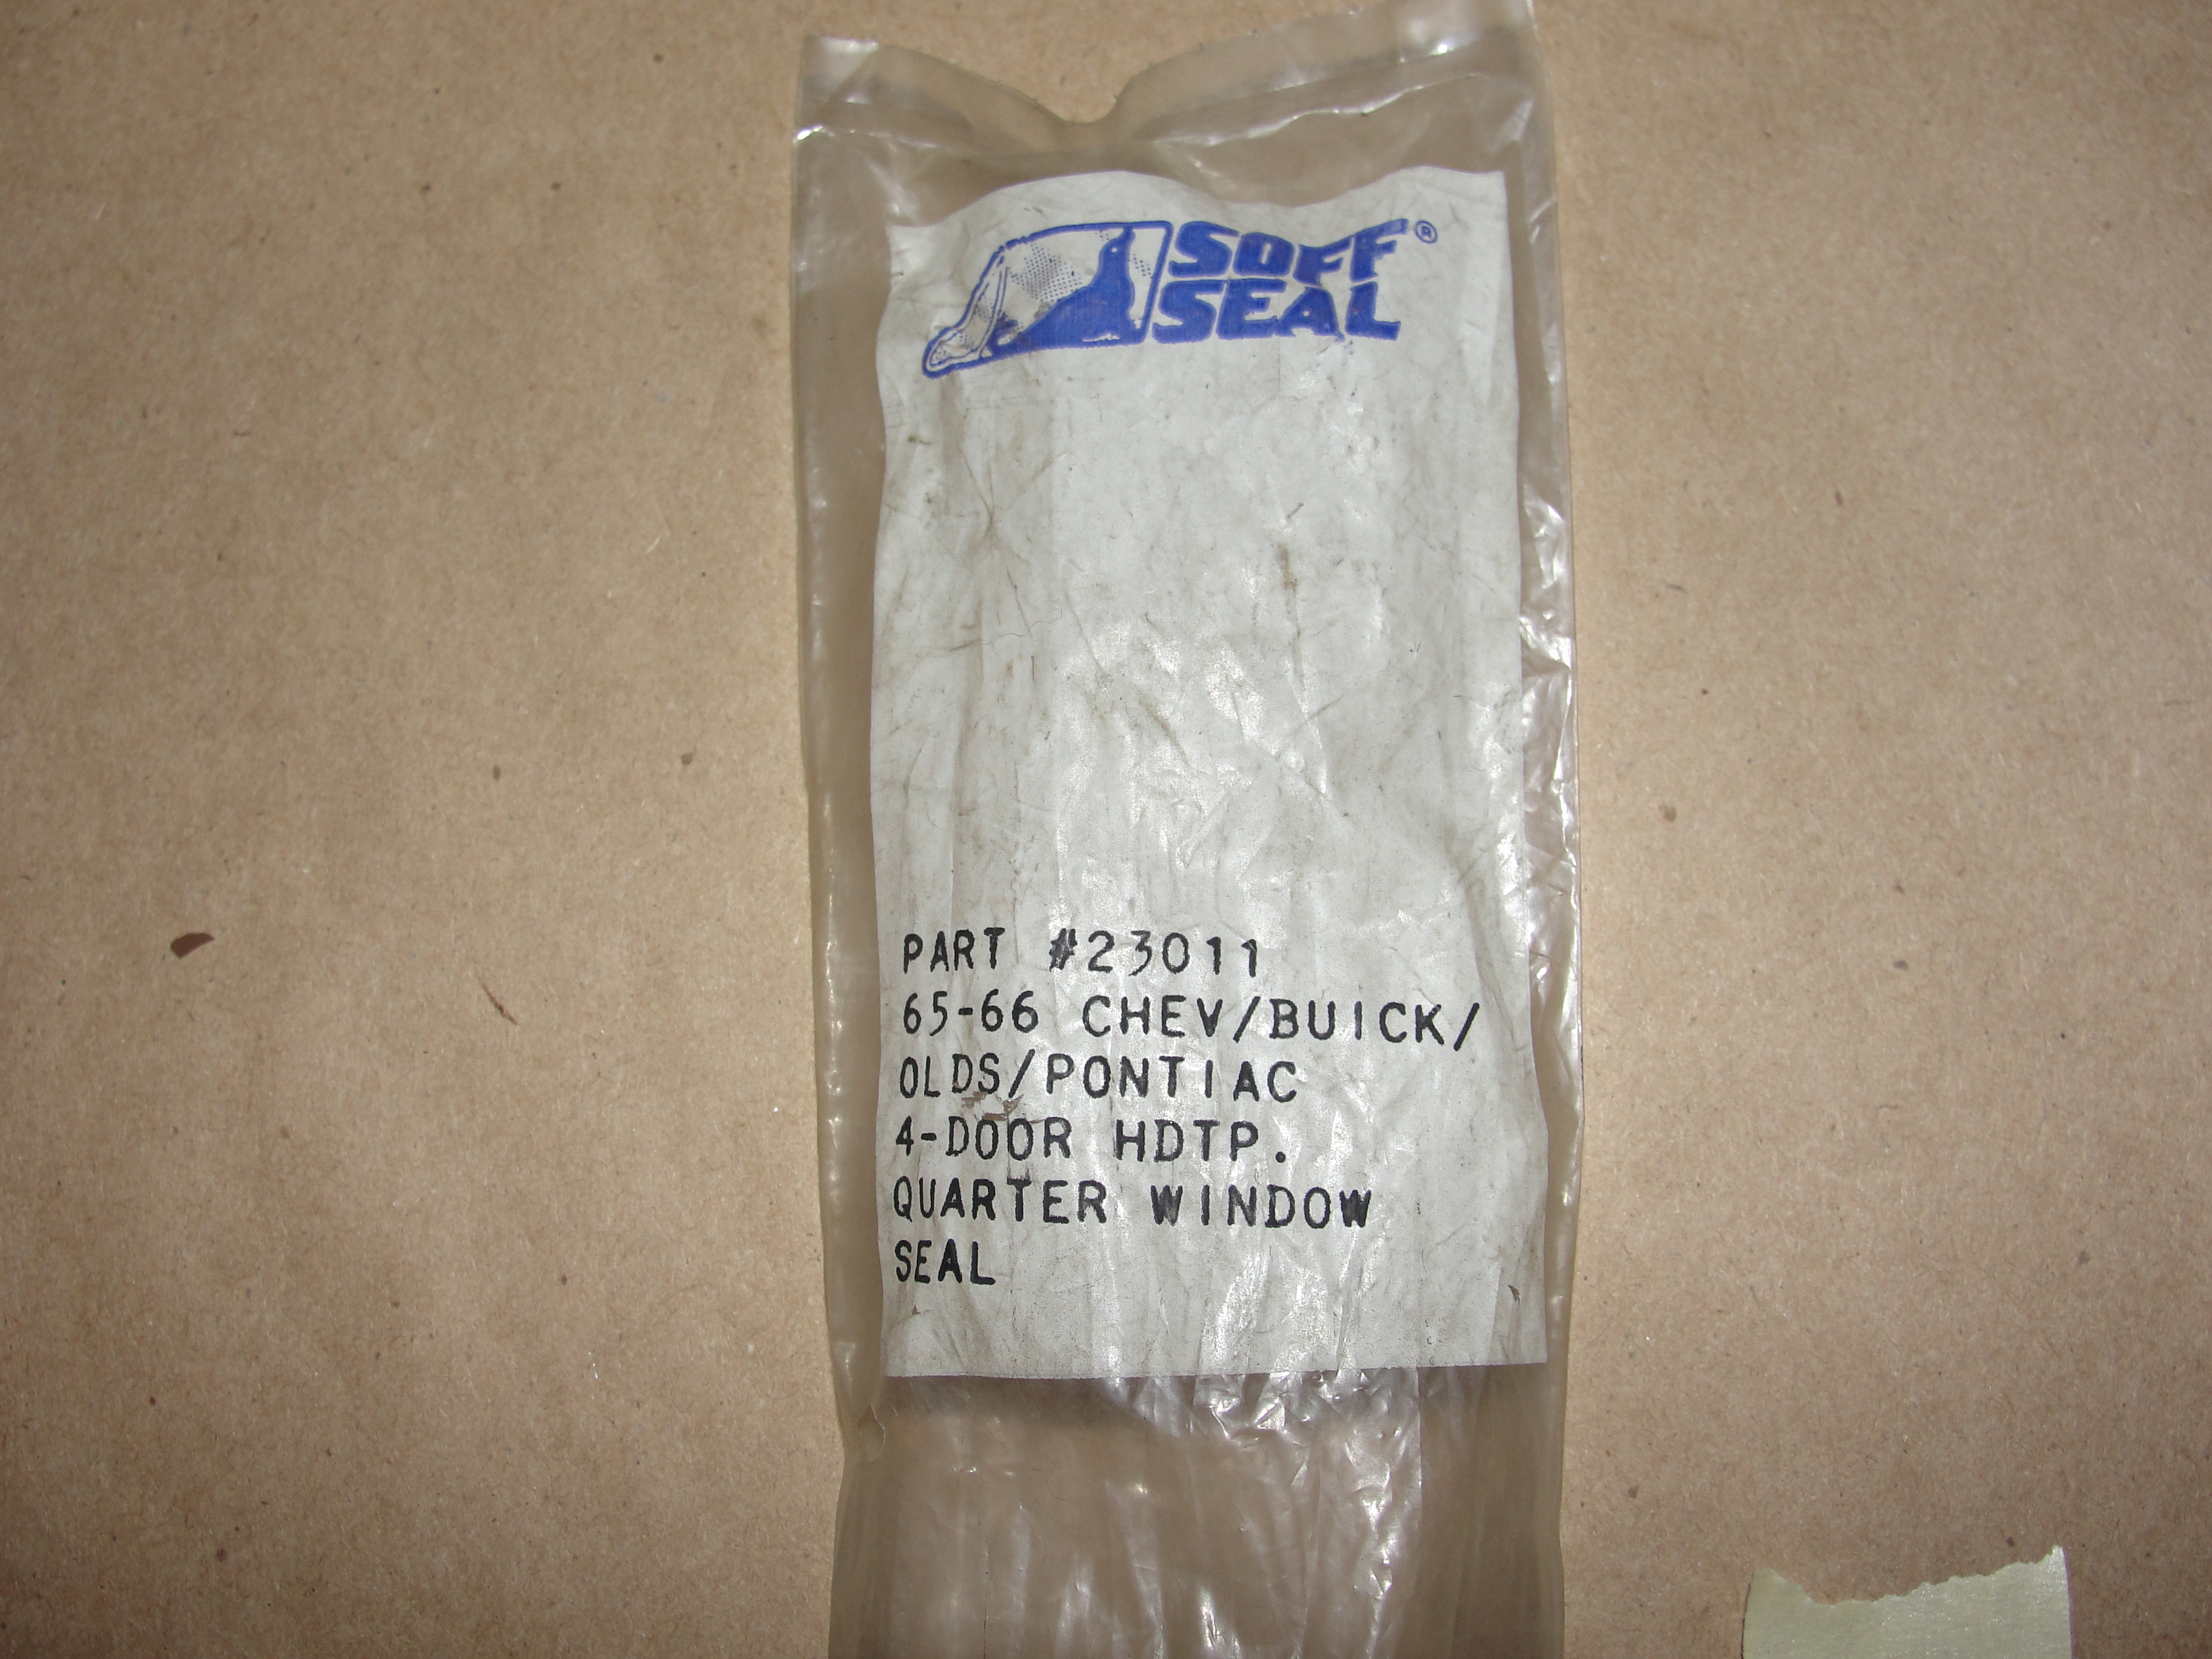 SOFF®
SEAL
PART #23011
65-66 CHEV/BUICK/
OLDS/PONTIAC
4-DOOR HDTP.
QUARTER WINDOW
SEAL